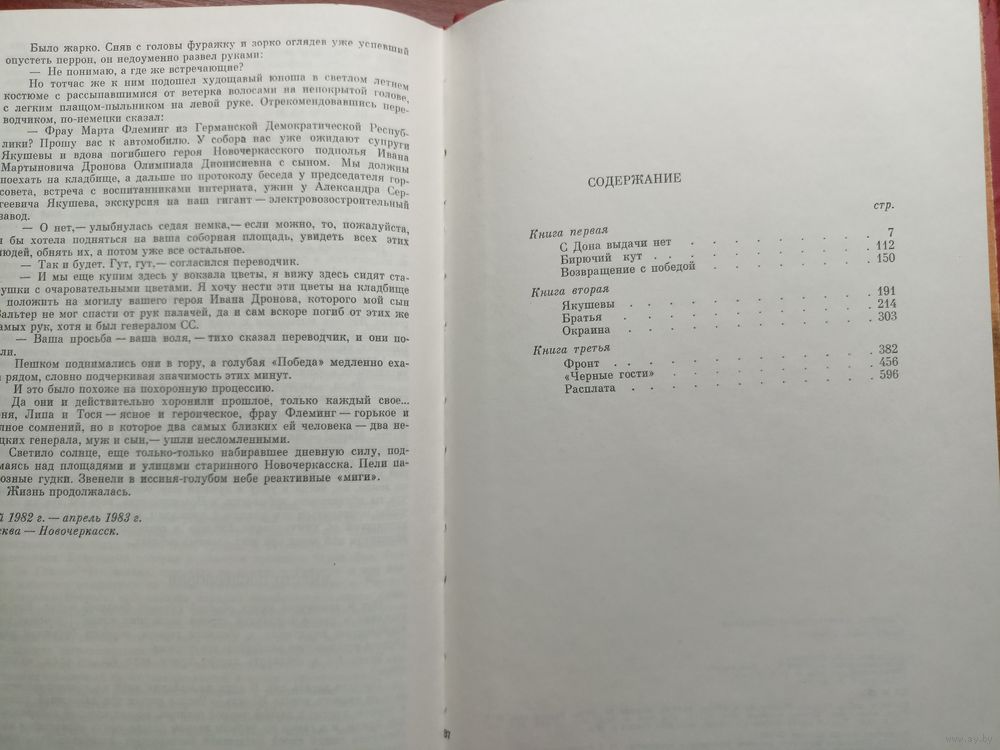 Было жарко. Сняв с головы фуражку и зорко оглядев уже успевший
опустеть перрон, он недоуменно развел руками:
— Не понимаю, а где же встречающие?
Но тотчас же к ним подошел худощавый юноша в светлом летнем
костюме с рассыпавшимися от ветерка волосами на непокрытой голове,
с легким плащом-пыльником на левой руке. Отрекомендовавшись пере-
водчиком, по-немецки сказал:
— Фрау Марта Флеминг из Германской Демократической Респуб-
лики? Прошу вас к автомобилю. У собора вас уже ожидают супруги
Якушевы и вдова погибшего героя Новочеркасского подполья Ивана
Мартыновича Дронова Олимпиада Дионисиевна с сыном. Мы должны
поехать на кладбище, а дальше по протоколу беседа у председателя гор-
совета, встреча с воспитанниками интерната, ужин у Александра Сер-
геевича Якушева, экскурсия на наш гигант — электровозостроительный
завод.
— О нет,— улыбнулась седая немка,— если можно, то, пожалуйста,
я бы хотела подняться на ваша соборная площадь, увидеть всех этих
людей, обнять их, а потом уже все остальное.
— Так и будет. Гут, гут,— согласился переводчик.
— И мы еще купим здесь у вокзала цветы, я вижу здесь сидят ста-
рушки с очаровательными цветами. Я хочу нести эти цветы на кладбище
положить на могилу вашего героя Ивана Дронова, которого мой сын
Вальтер не мог спасти от рук палачей, да и сам вскоре погиб от этих же
самых рук, хотя и был генералом СС.
— Ваша просьба — ваша воля, — тихо сказал переводчик, и они по-
ли.
Пешком поднимались они в гору, а голубая «Победа» медленно еха-
а рядом, словно подчеркивая значимость этих минут.
И это было похоже на похоронную процессию.
Да они и действительно хоронили прошлое, только каждый свое...
ня, Липа и Тося — ясное и героическое, фрау Флеминг — горькое и
лное сомнений, но в которое два самых близких ей человека — два не-
цких генерала, муж и сын,— ушли несломленными.
Светило солнце, еще только-только набиравшее дневную силу, под-
маясь над площадями и улицами старинного Новочеркасска. Пели па-
озные гудки. Звенели в иссиня-голубом небе реактивные «миги».
Жизнь продолжалась.
й 1982 г. — апрель 1983 г.
сква — Новочеркасск.
СОДЕРЖАНИЕ
стр.
Книга первая
С Дона выдачи нет . . . . . . . 7
Бирючий кут . . . . . . . . 112
Возвращение с победой . . . . . . . 150
Книга вторая
Якушевы . . . . . . . . 191
Братья . . . . . . . . 214
Окраина . . . . . . . . 303
Книга третья
Фронт . . . . . . . . 382
«Черные гости» . . . . . . . 456
Расплата . . . . . . . . 596
www.ay.by